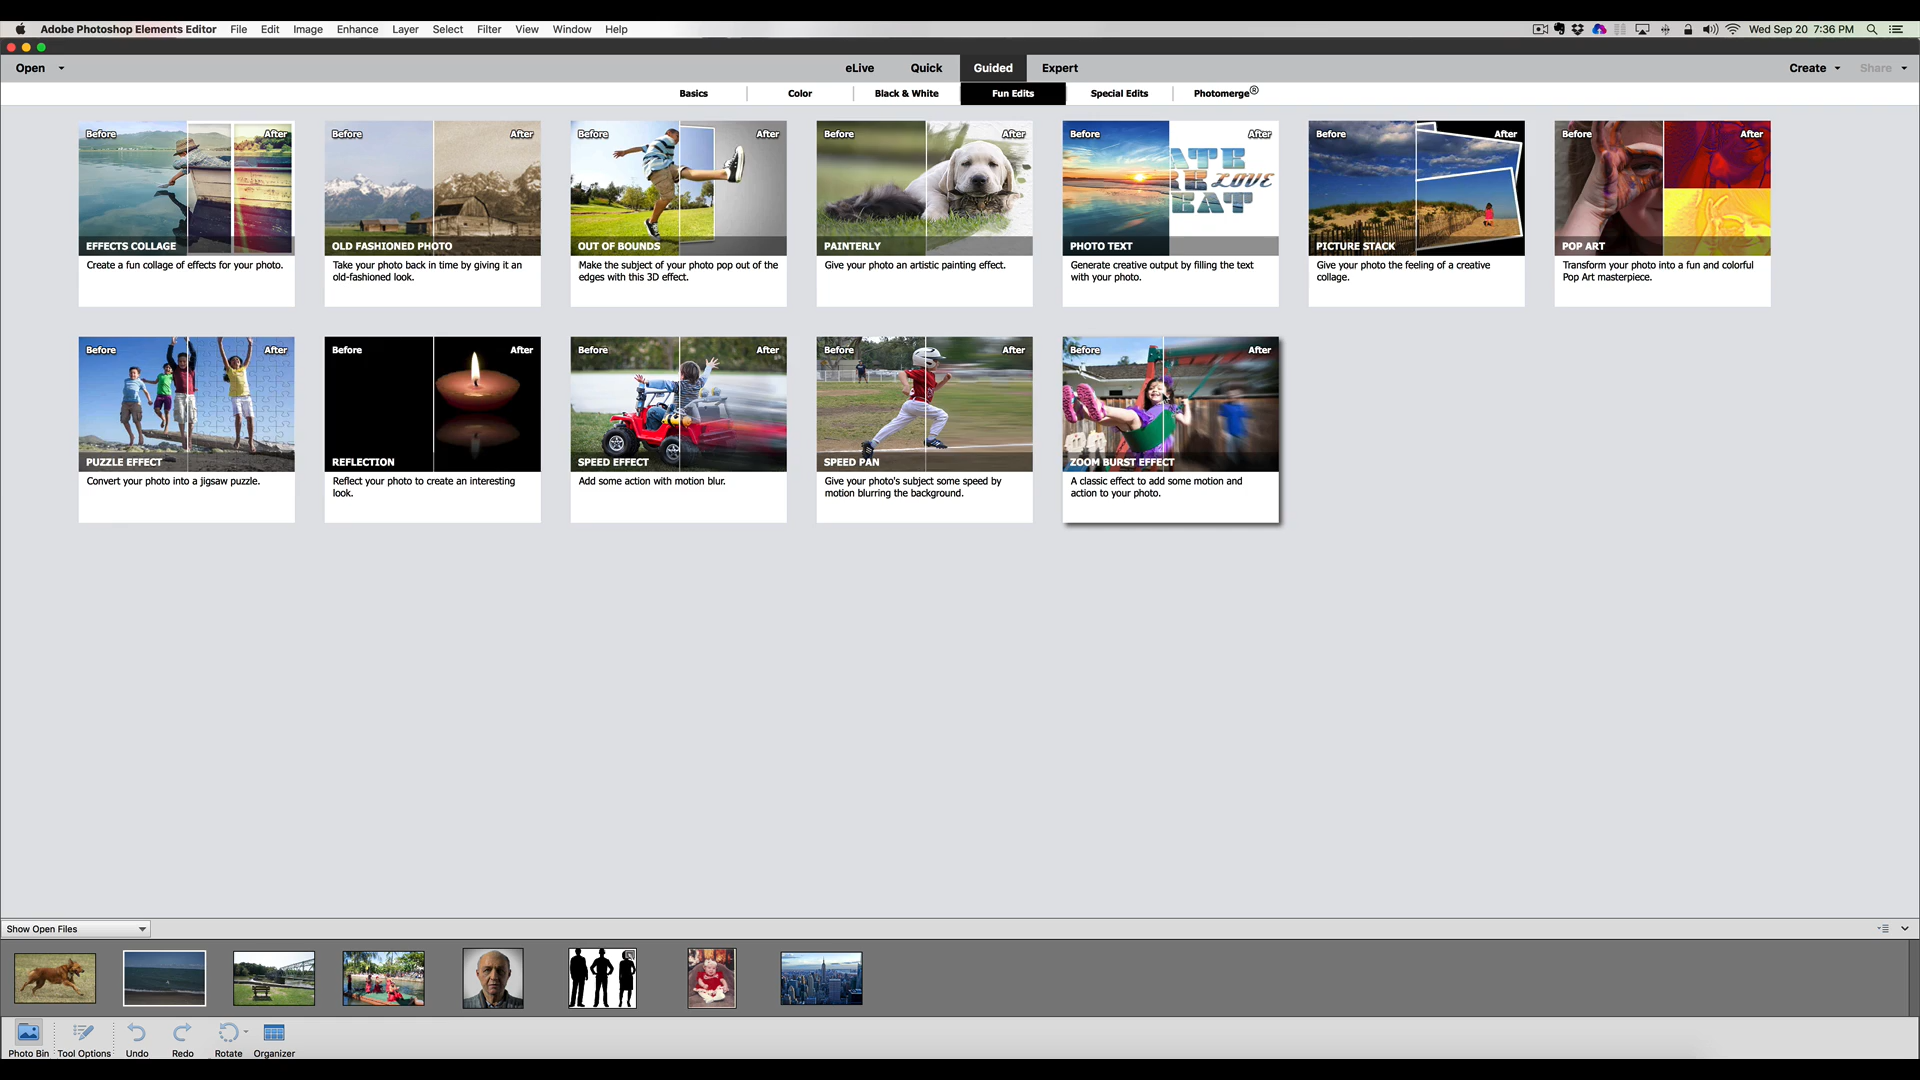 Adobe Photoshop Elements Editor File Edit Image Enhance Layer Select Filter View Window Help Wed Sep 20 7:36 PM
Open eLive Quick Guided Expert Create Share
Basics Color Black & White Fun Edits Special Edits Photomerge®
Before After Before After Before After Before After Before After Before After Before After
ATE
RK LOVE
EAT
EFFECTS COLLAGE OLD FASHIONED PHOTO OUT OF BOUNDS PAINTERLY PHOTO TEXT PICTURE STACK POP ART
Create a fun collage of effects for your photo.
Take your photo back in time by giving it an
old-fashioned look.
Make the subject of your photo pop out of the
edges with this 3D effect.
Give your photo an artistic painting effect.
Generate creative output by filling the text
with your photo.
Give your photo the feeling of a creative
collage.
Transform your photo into a fun and colorful
Pop Art masterpiece.
Before After Before After Before After Before After Before After
PUZZLE EFFECT REFLECTION SPEED EFFECT SPEED PAN ZOOM BURST EFFECT
Convert your photo into a jigsaw puzzle.
Reflect your photo to create an interesting
look.
Add some action with motion blur.
Give your photo's subject some speed by
motion blurring the background.
A classic effect to add some motion and
action to your photo.
Show Open Files
Photo Bin Tool Options Undo Redo Rotate Organizer